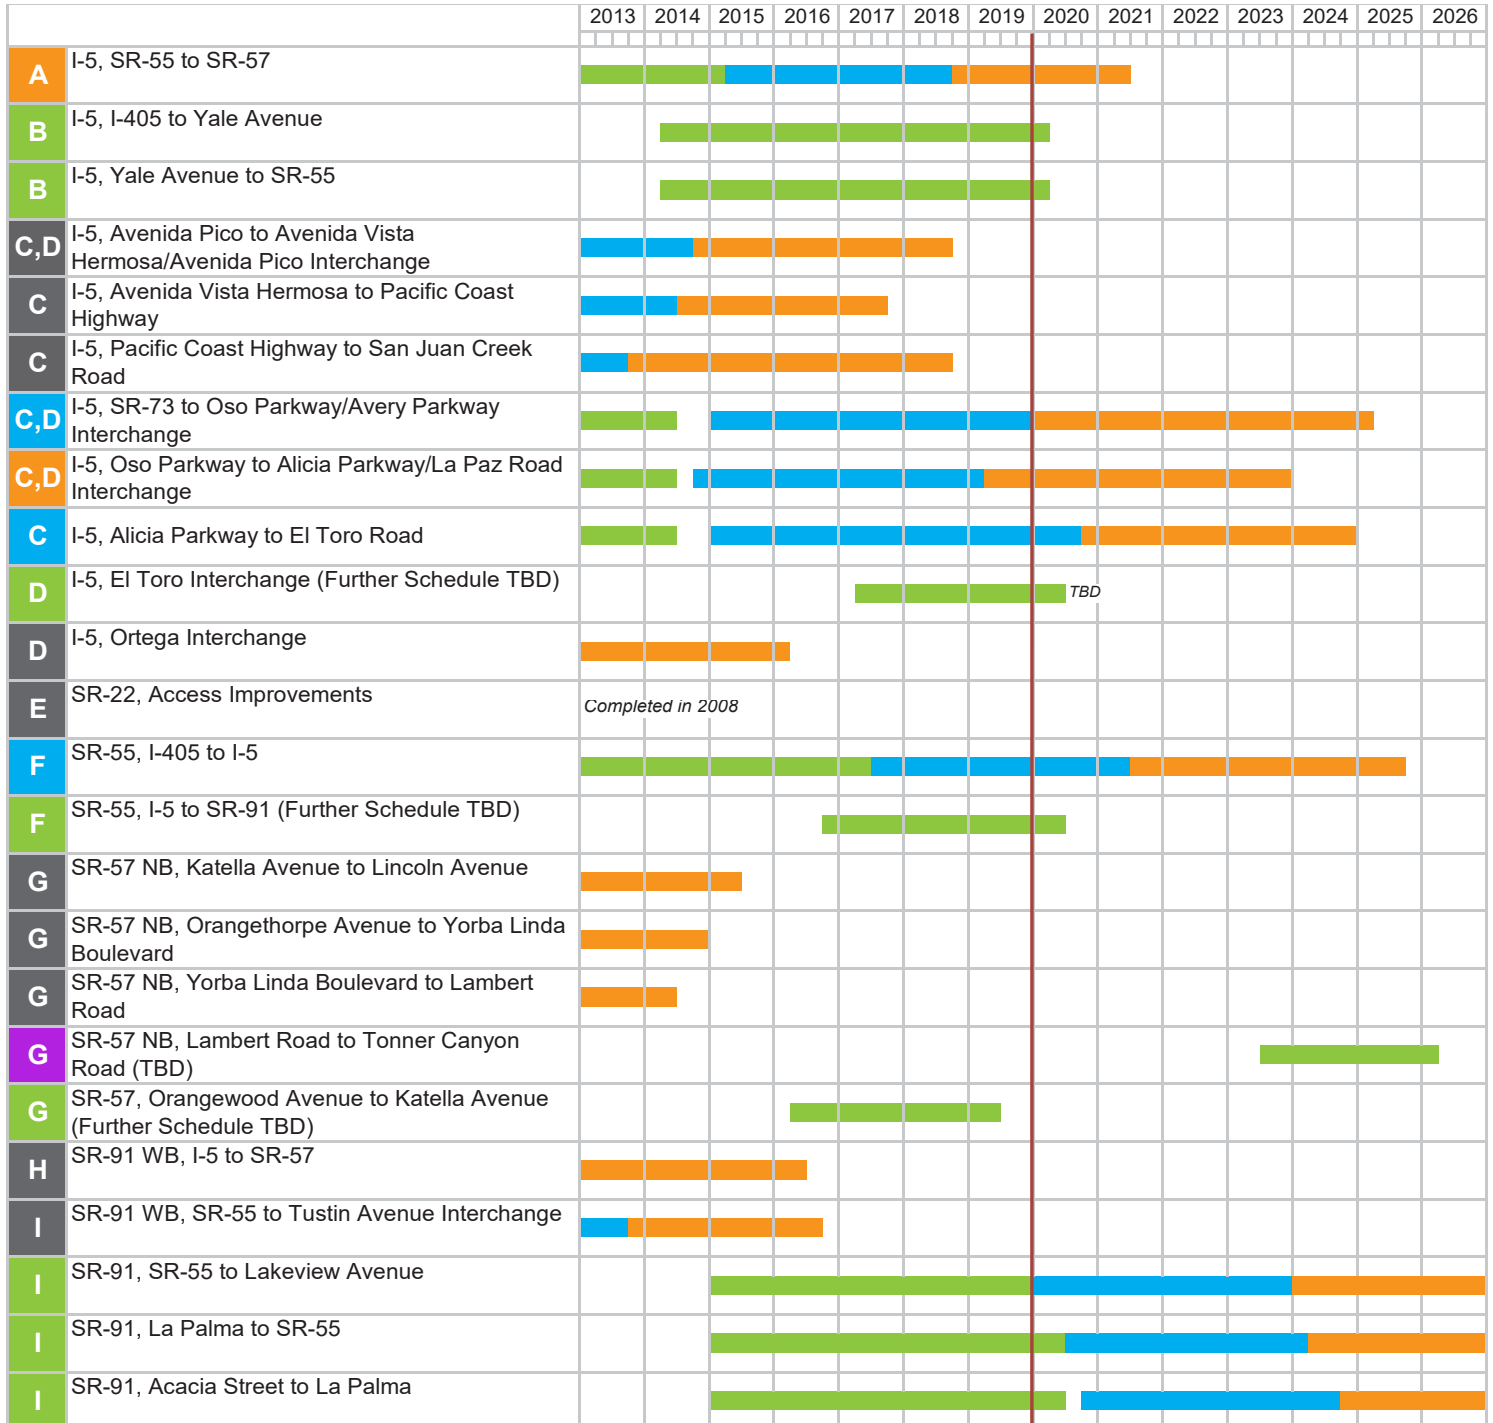 2013 2014 2015 2016 2017 2018 2019 2020 2021 2022 2023 2024 2025 2026
A I-5, SR-55 to SR-57
B I-5, I-405 to Yale Avenue
B I-5, Yale Avenue to SR-55
C,D I-5, Avenida Pico to Avenida Vista
Hermosa/Avenida Pico Interchange
C I-5, Avenida Vista Hermosa to Pacific Coast
Highway
C I-5, Pacific Coast Highway to San Juan Creek
Road
C,D I-5, SR-73 to Oso Parkway/Avery Parkway
Interchange
C,D I-5, Oso Parkway to Alicia Parkway/La Paz Road
Interchange
C I-5, Alicia Parkway to El Toro Road
D I-5, El Toro Interchange (Further Schedule TBD) TBD
D I-5, Ortega Interchange
E SR-22, Access Improvements Completed in 2008
F SR-55, I-405 to I-5
F SR-55, I-5 to SR-91 (Further Schedule TBD)
G SR-57 NB, Katella Avenue to Lincoln Avenue
G SR-57 NB, Orangethorpe Avenue to Yorba Linda
Boulevard
G SR-57 NB, Yorba Linda Boulevard to Lambert
Road
G SR-57 NB, Lambert Road to Tonner Canyon
Road (TBD)
G SR-57, Orangewood Avenue to Katella Avenue
(Further Schedule TBD)
H SR-91 WB, I-5 to SR-57
I SR-91 WB, SR-55 to Tustin Avenue Interchange
I SR-91, SR-55 to Lakeview Avenue
I SR-91, La Palma to SR-55
I SR-91, Acacia Street to La Palma